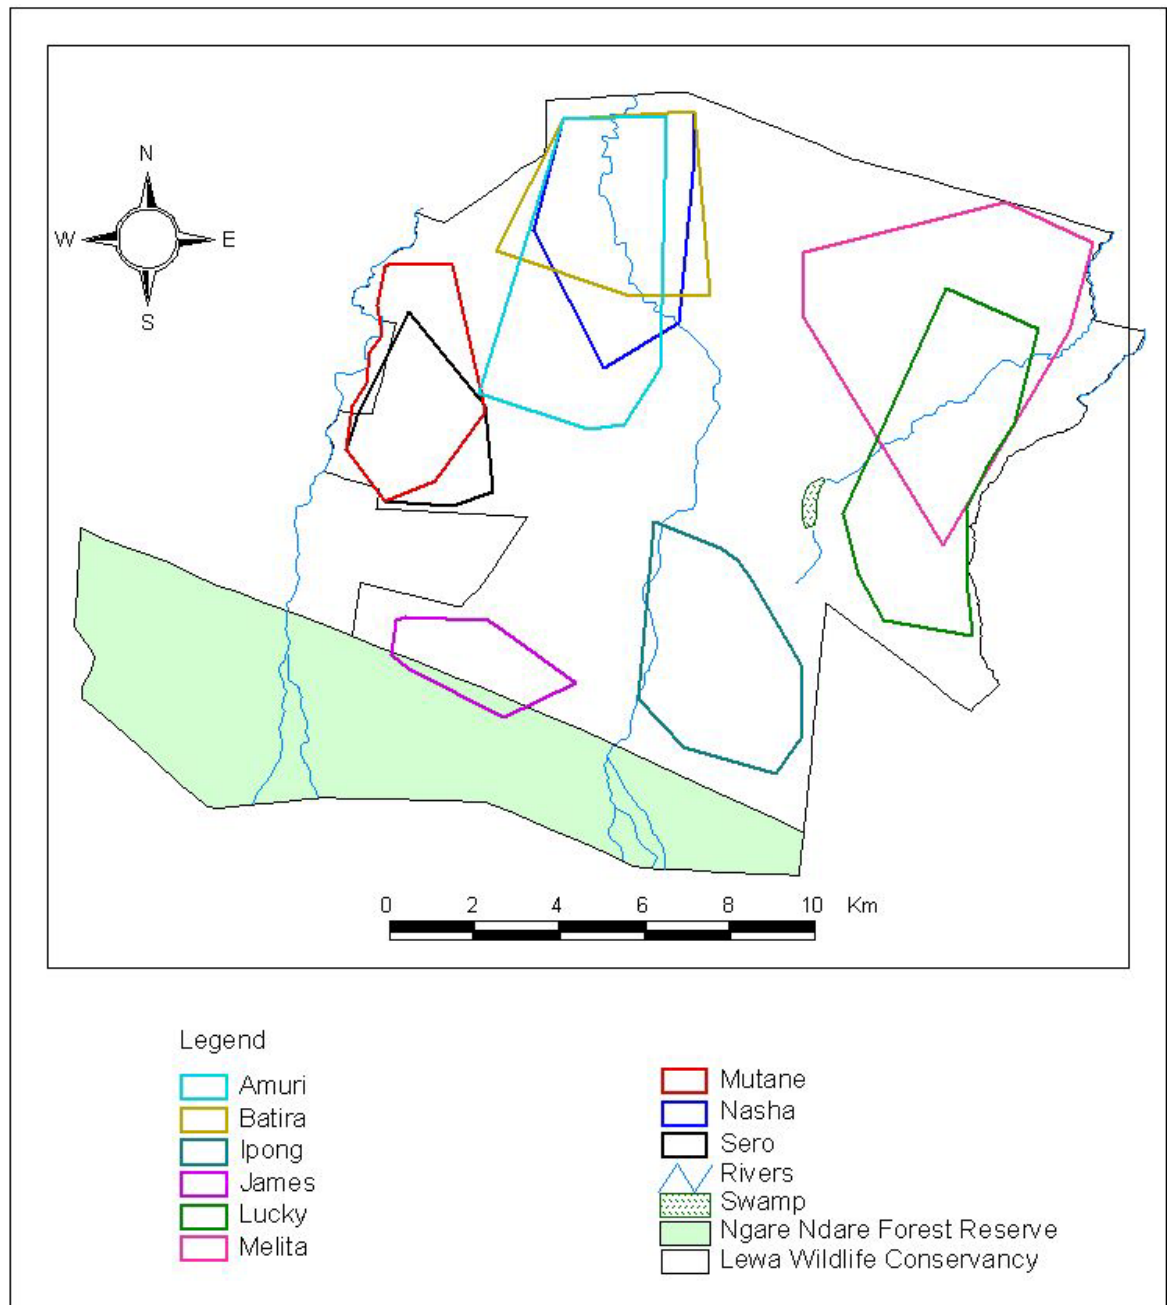 N
W E
S
0 2 4 6 8 10 Km
Legend
Amuri
Batira
Ipong
James
Lucky
Melita
Mutane
Nasha
Sero
Rivers
Swamp
Ngare Ndare Forest Reserve
Lewa Wildlife Conservancy